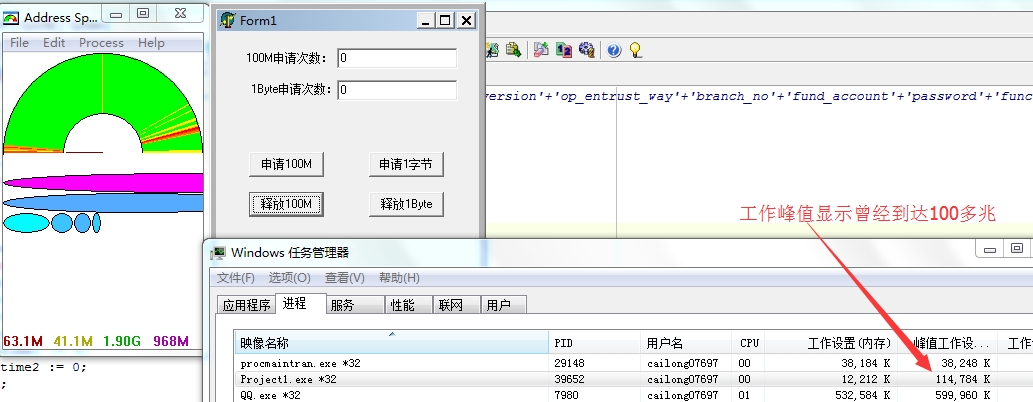 Address Sp...
File Edit Process Help
63.1M 41.1M 1.90G 968M
time2 := 0;
;
Form1
100M申请次数: 0
1Byte申请次数: 0
申请100M 申请1字节
释放100M 释放1Byte
version'+'op_entrust_way'+'branch_no'+'fund_account'+'password'+'func
工作峰值显示曾经到达100多兆
Windows 任务管理器
文件(F) 选项(O) 查看(V) 帮助(H)
应用程序 进程 服务 性能 联网 用户
映像名称 PID 用户名 CPU 工作设置(内存) 峰值工作设... 工作
procmaintran.exe *32 29148 cailong07697 00 38,184 K 38,248 K
Project1.exe *32 39652 cailong07697 00 12,212 K 114,784 K
QQ.exe *32 7980 cailong07697 01 532,584 K 599,960 K